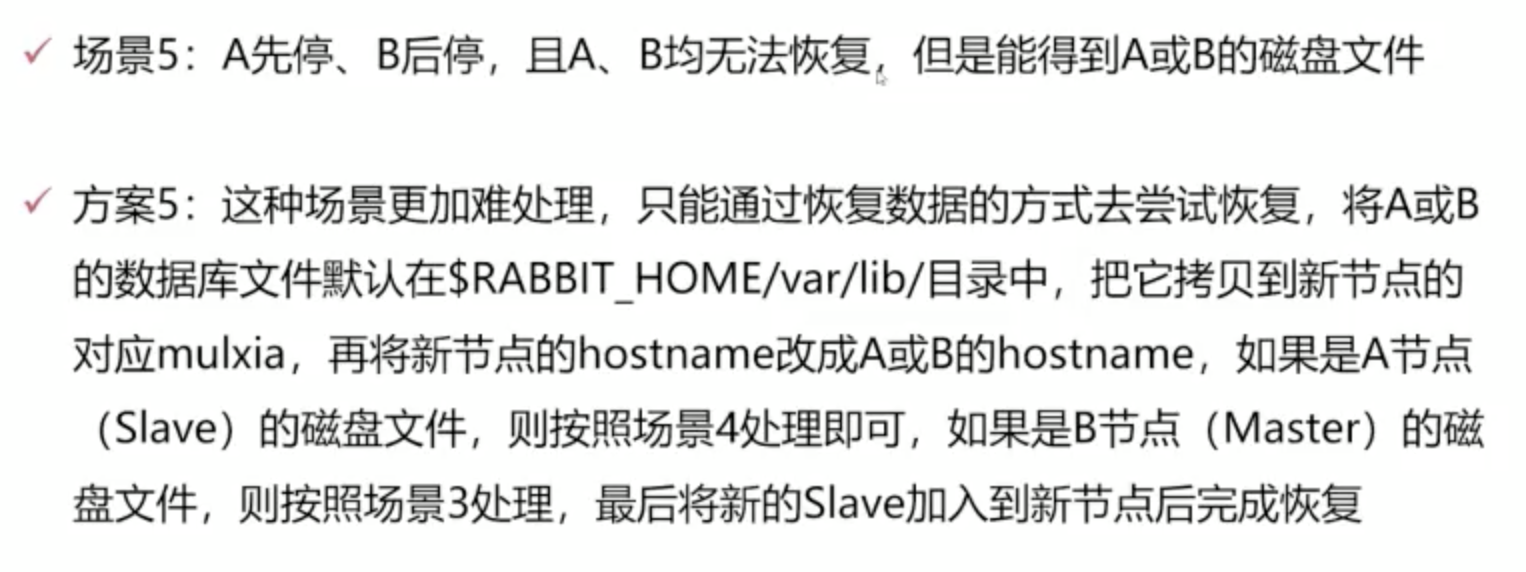 ✓ 场景5：A先停、B后停，且A、B均无法恢复，但是能得到A或B的磁盘文件
✓ 方案5：这种场景更加难处理，只能通过恢复数据的方式去尝试恢复，将A或B
的数据库文件默认在$RABBIT_HOME/var/lib/目录中，把它拷贝到新节点的
对应mulxia，再将新节点的hostname改成A或B的hostname，如果是A节点
（Slave）的磁盘文件，则按照场景4处理即可，如果是B节点（Master）的磁
盘文件，则按照场景3处理，最后将新的Slave加入到新节点后完成恢复